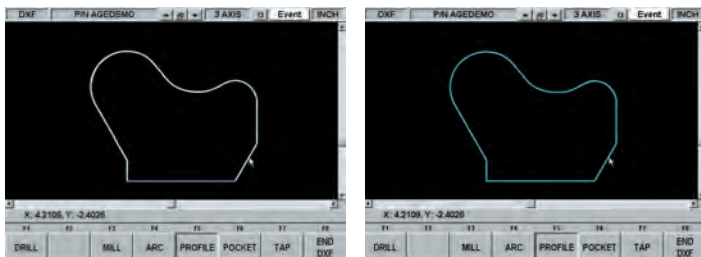 DXF P/N AGEDEMO 3 AXIS Event INCH
X: 4.2109, Y: -2.4026
F1 F2 F3 F4 F5 F6 F7 F8
DRILL MILL ARC PROFILE POCKET TAP END DXF
DXF P/N AGEDEMO 3 AXIS Event INCH
X: 4.2109, Y: -2.4026
F1 F2 F3 F4 F5 F6 F7 F8
DRILL MILL ARC PROFILE POCKET TAP END DXF